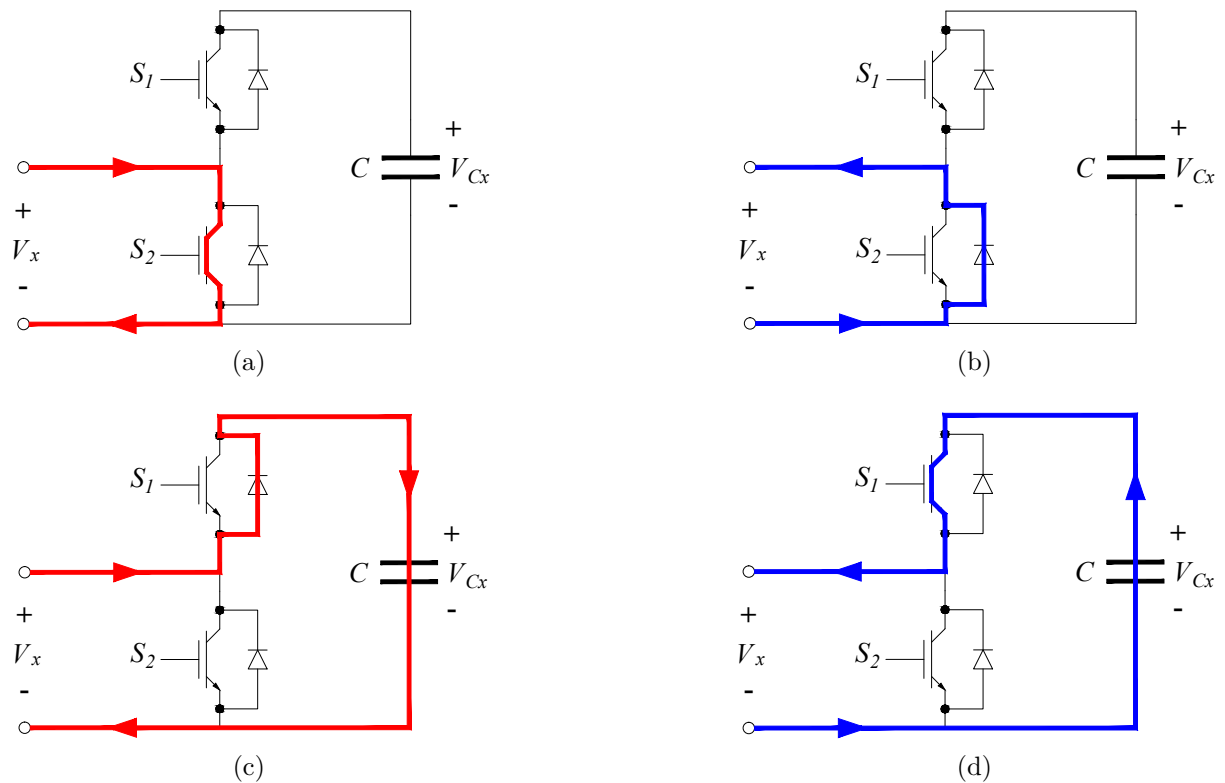 S1
+
C
VCx
-
+
S2
Vx
-
(a)
S1
+
C
VCx
-
+
S2
Vx
-
(b)
S1
+
C
VCx
-
+
S2
Vx
-
(c)
S1
+
C
VCx
-
+
S2
Vx
-
(d)